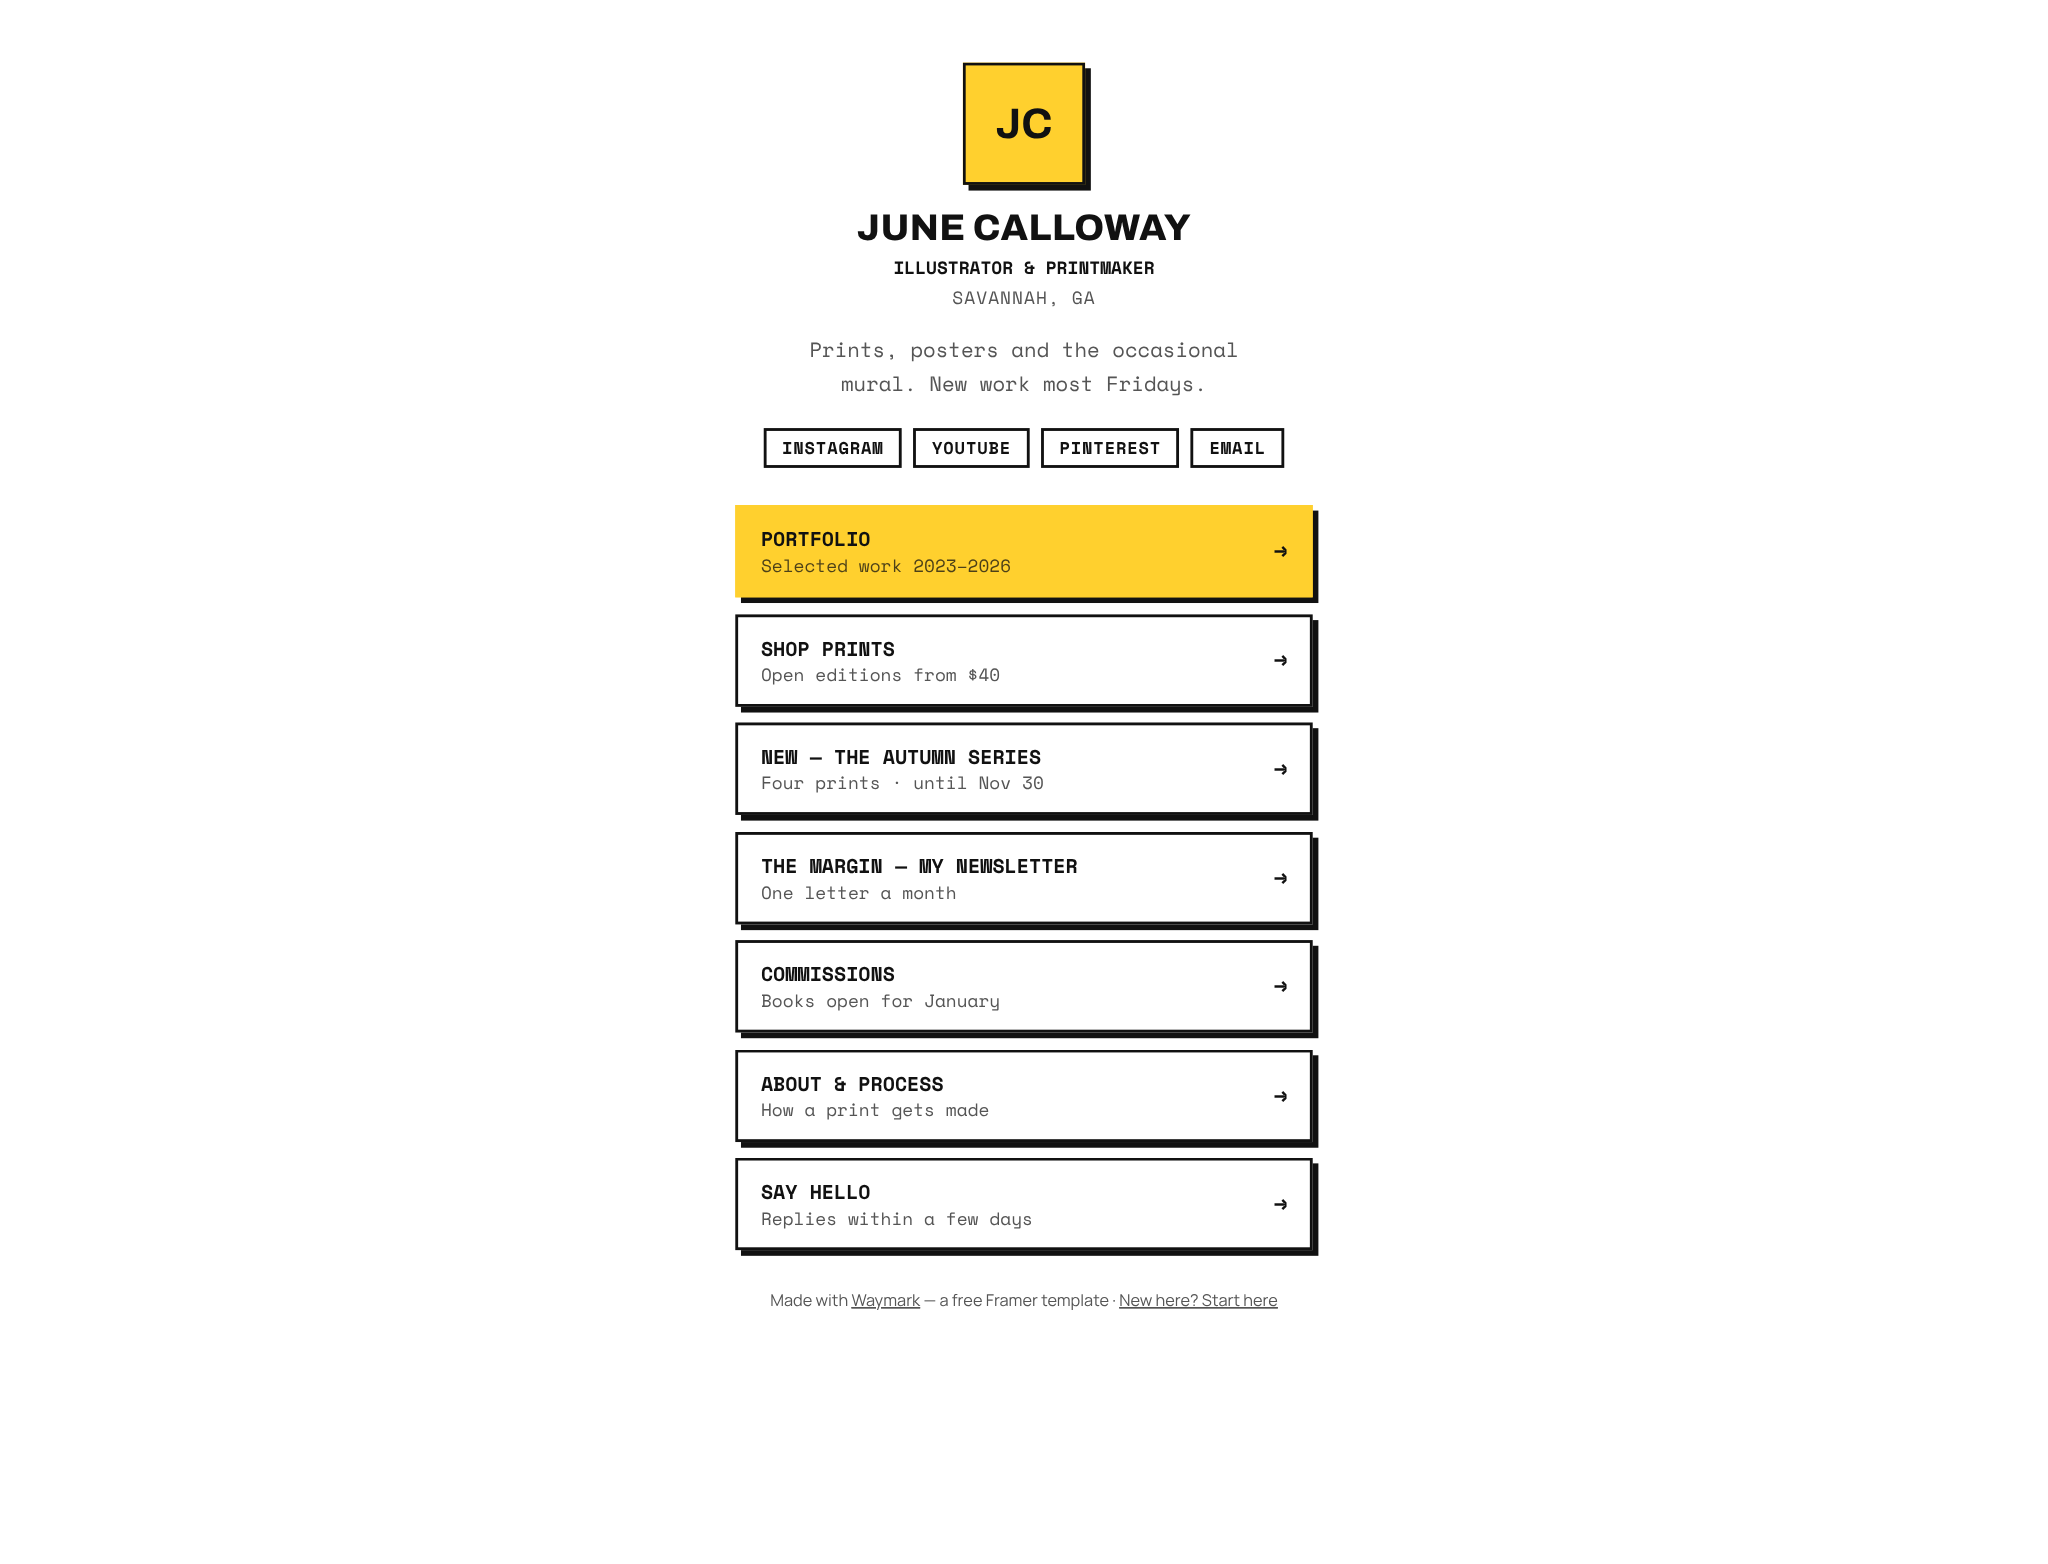 JC
JUNE CALLOWAY
ILLUSTRATOR & PRINTMAKER
SAVANNAH, GA
Prints, posters and the occasional
mural. New work most Fridays.
INSTAGRAM YOUTUBE PINTEREST EMAIL
PORTFOLIO →
Selected work 2023–2026
SHOP PRINTS →
Open editions from $40
NEW — THE AUTUMN SERIES →
Four prints · until Nov 30
THE MARGIN — MY NEWSLETTER →
One letter a month
COMMISSIONS →
Books open for January
ABOUT & PROCESS →
How a print gets made
SAY HELLO →
Replies within a few days
Made with Waymark — a free Framer template · New here? Start here